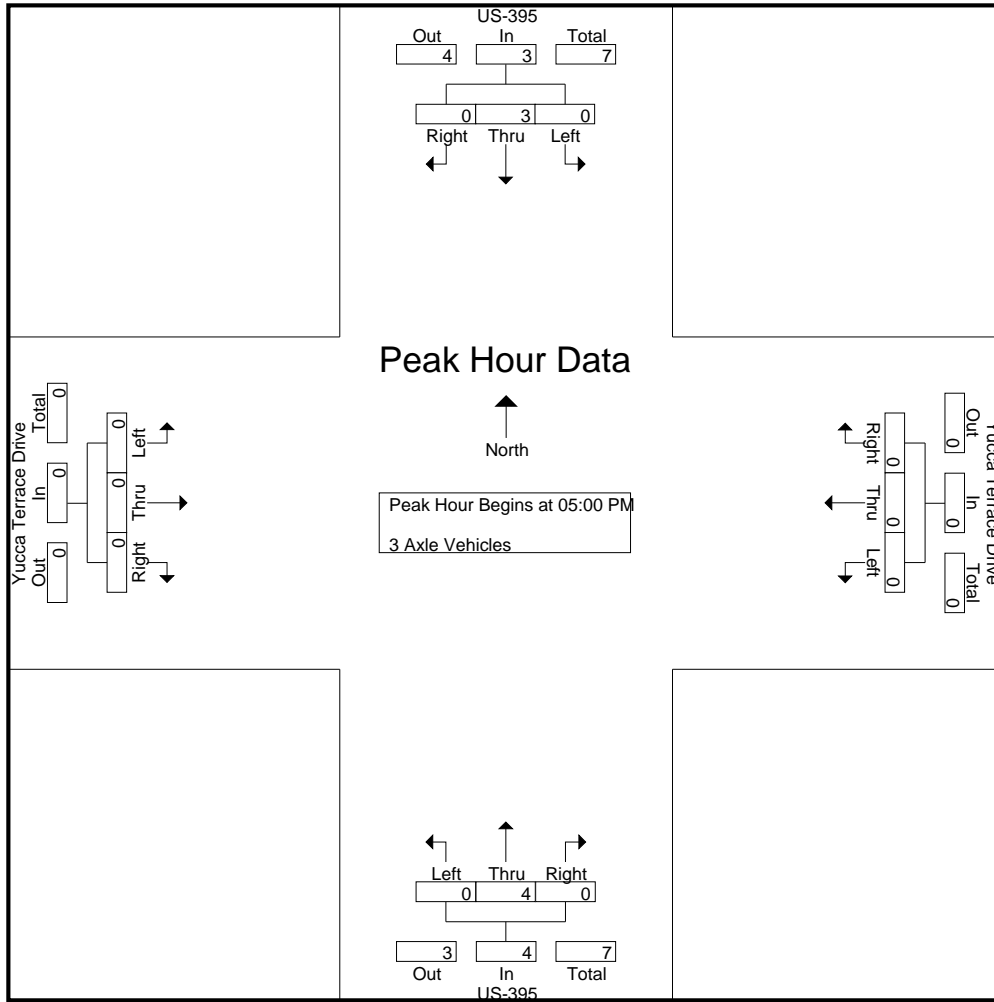 US-395
Out In Total
4 3 7
0 3 0
Right Thru Left
Peak Hour Data
North
Peak Hour Begins at 05:00 PM
3 Axle Vehicles
Yucca Terrace Drive
Out In Total
0 0 0
0 0 0
Right Thru Left
Yucca Terrace Drive
Out In Total
0 0 0
0 0 0
Right Thru Left
Left Thru Right
0 4 0
3 4 7
Out In Total
US-395